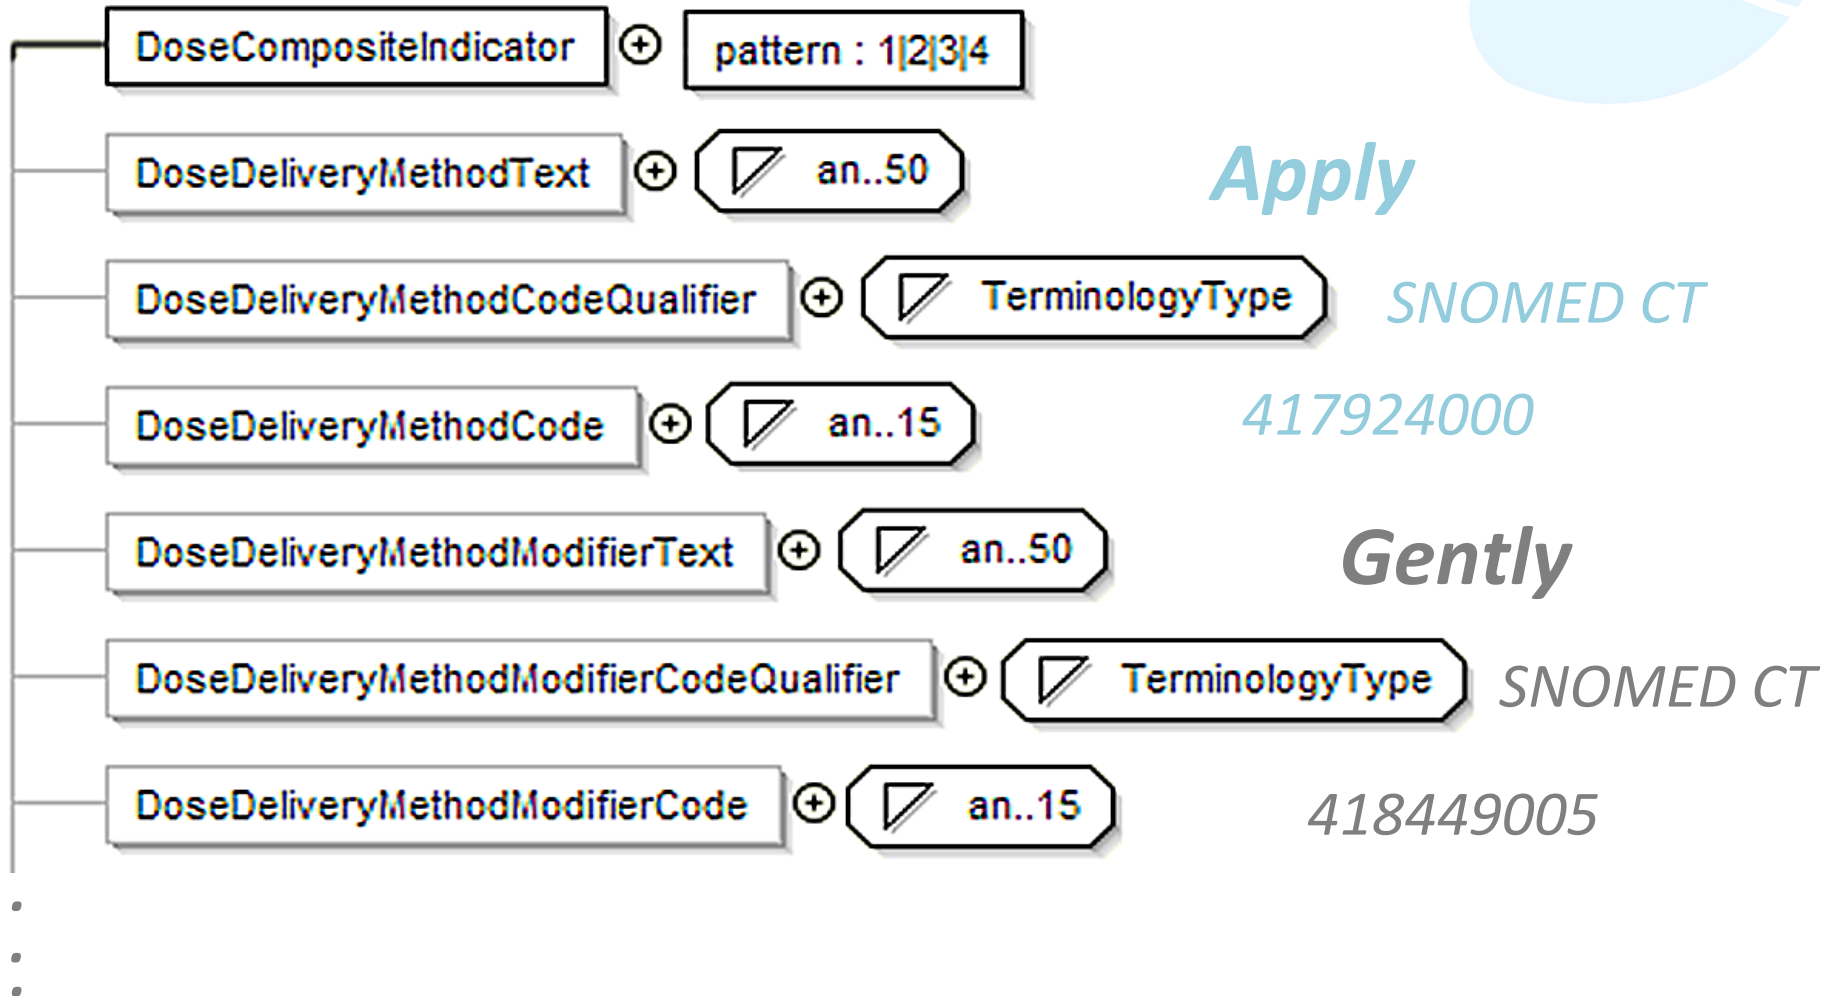 DoseCompositeIndicator pattern : 1|2|3|4
DoseDeliveryMethodText an..50 Apply
DoseDeliveryMethodCodeQualifier TerminologyType SNOMED CT
DoseDeliveryMethodCode an..15 417924000
DoseDeliveryMethodModifierText an..50 Gently
DoseDeliveryMethodModifierCodeQualifier TerminologyType SNOMED CT
DoseDeliveryMethodModifierCode an..15 418449005
.
.
.